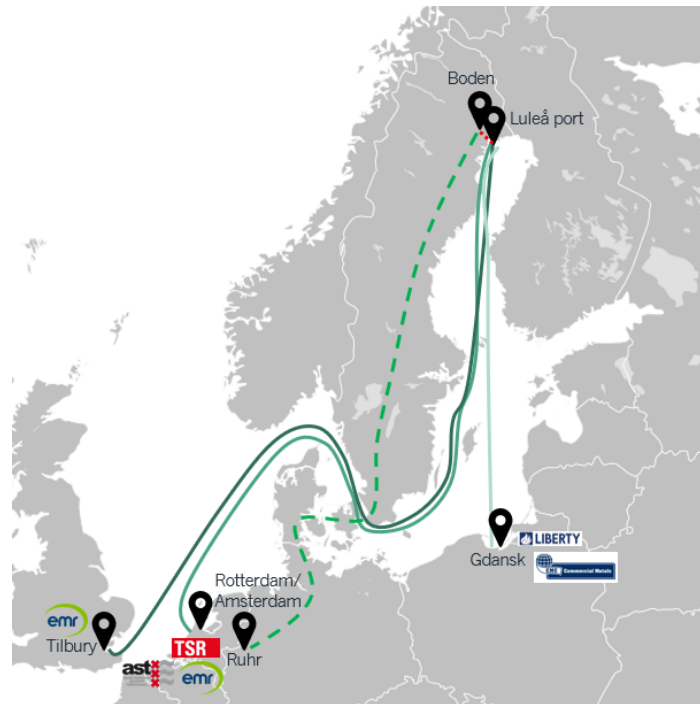 Boden
Luleå port
LIBERTY
Gdansk
CMC Commercial Metals
Rotterdam/
Amsterdam
emr
Tilbury
TSR
Ruhr
ast
emr